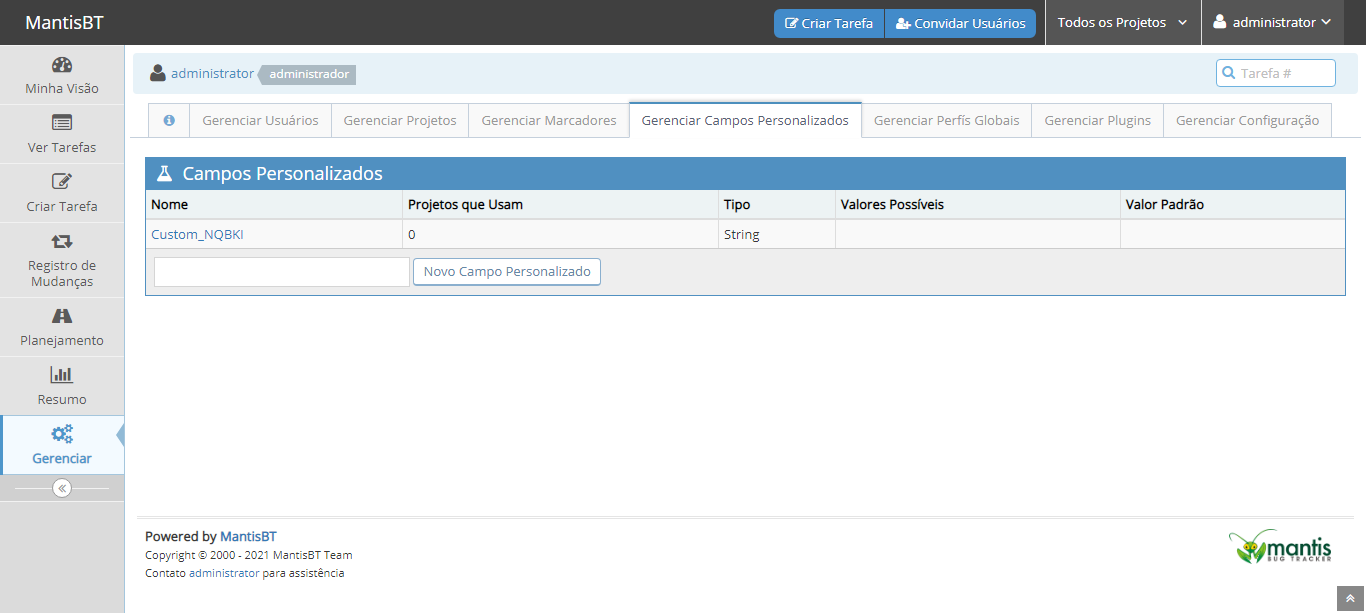 MantisBT
Criar Tarefa
Convidar Usuários
Todos os Projetos
administrator
Minha Visão
Ver Tarefas
Criar Tarefa
Registro de
Mudanças
Planejamento
Resumo
Gerenciar
administrator administrador
Tarefa #
Gerenciar Usuários
Gerenciar Projetos
Gerenciar Marcadores
Gerenciar Campos Personalizados
Gerenciar Perfís Globais
Gerenciar Plugins
Gerenciar Configuração
Campos Personalizados
Nome Projetos que Usam Tipo Valores Possíveis Valor Padrão
Custom_NQBKI 0 String
Novo Campo Personalizado
Powered by MantisBT
Copyright © 2000 - 2021 MantisBT Team
Contato administrator para assistência
mantis
BUG TRACKER